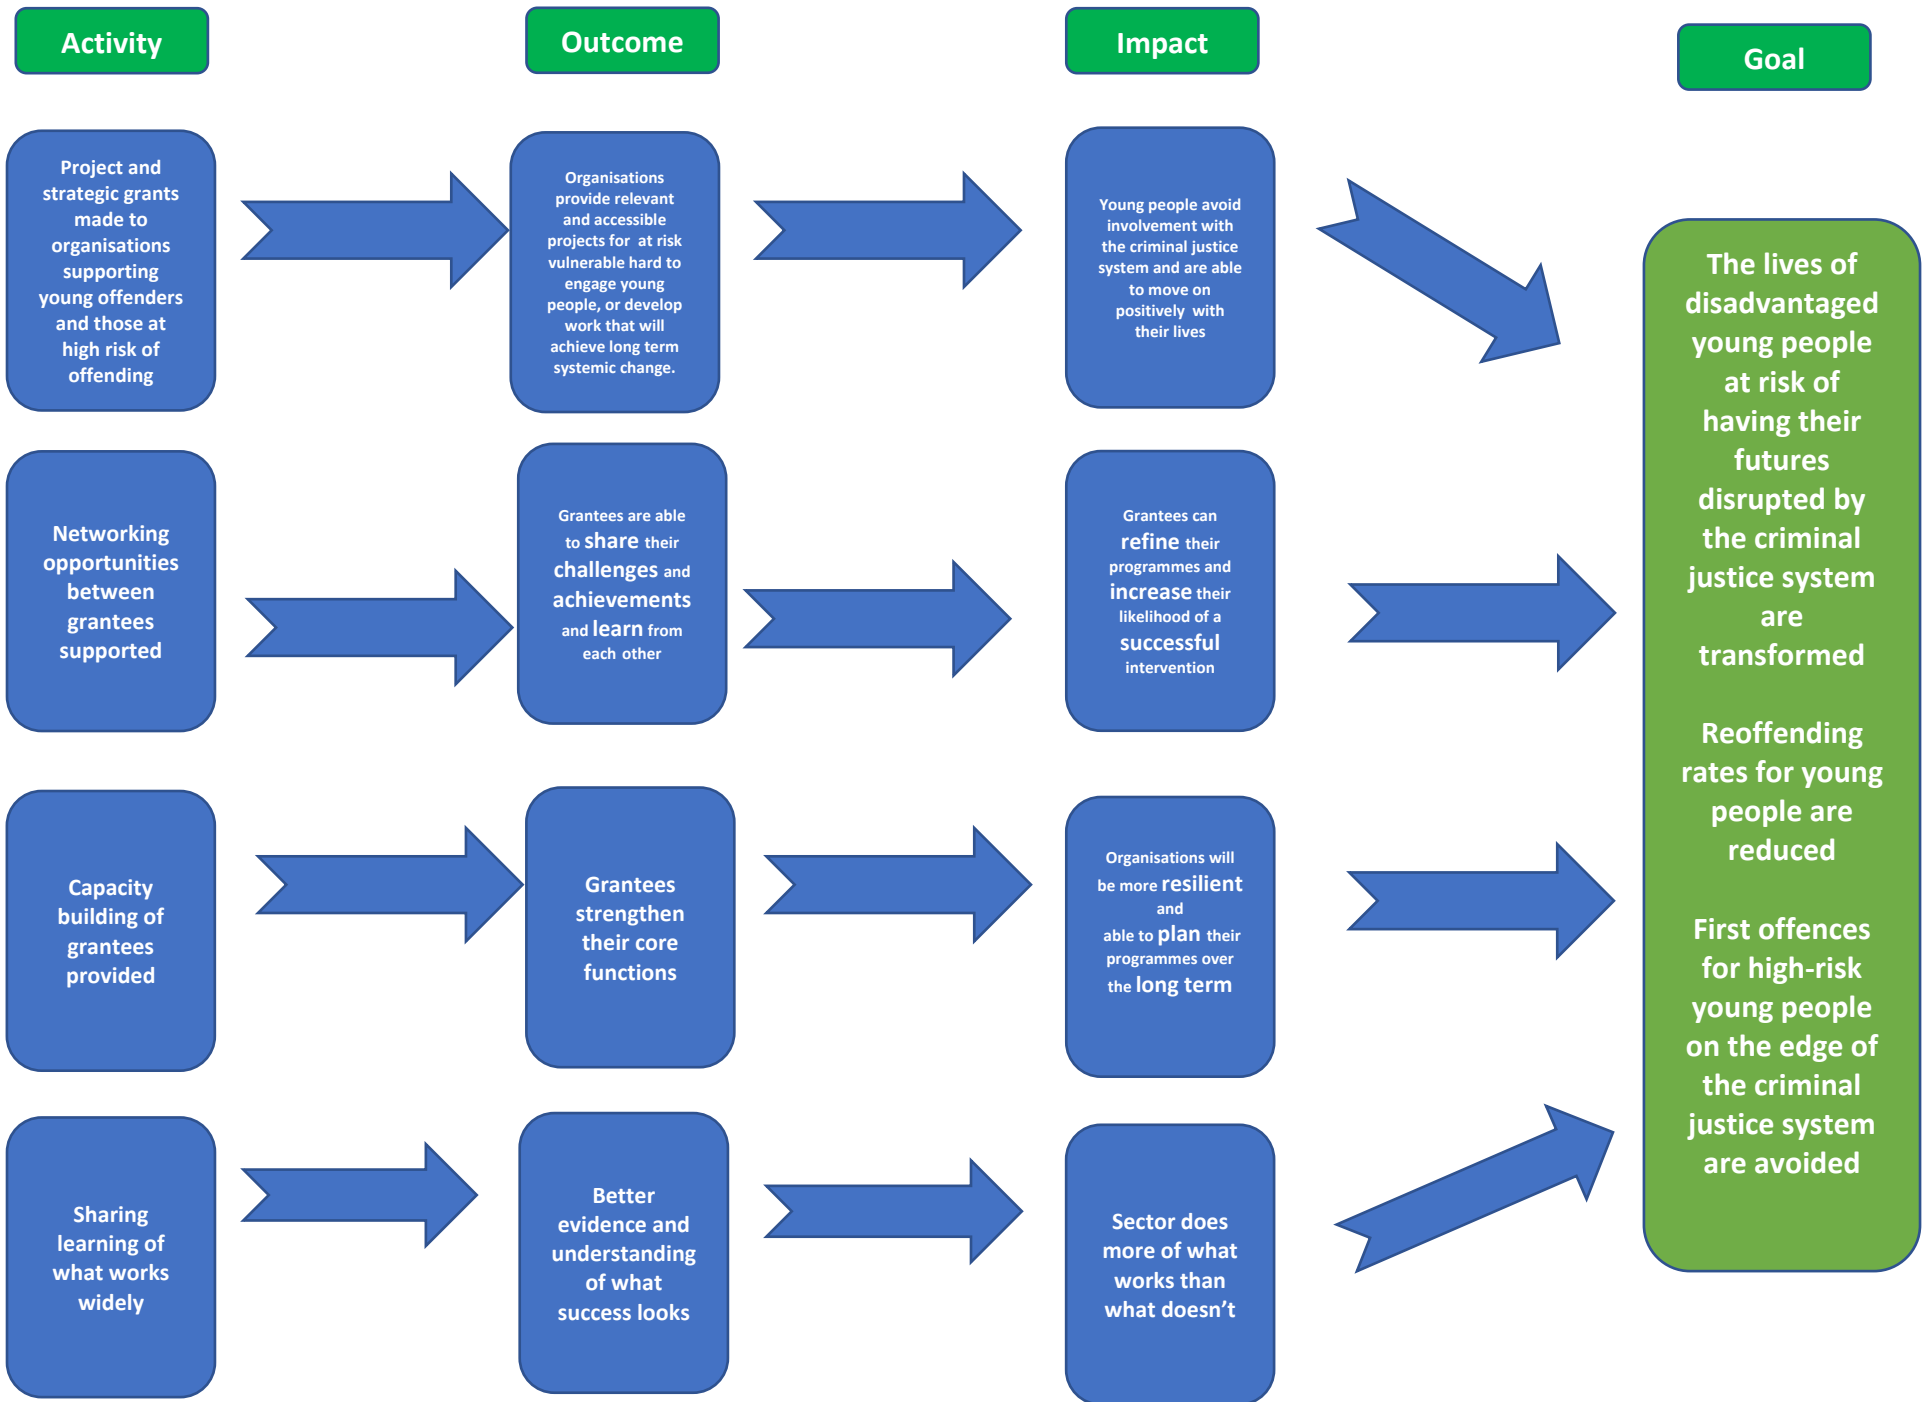 Activity
Outcome
Impact
Goal
Project and
strategic grants
made to
organisations
supporting
young offenders
and those at
high risk of
offending
Organisations
provide relevant
and accessible
projects for at risk
vulnerable hard to
engage young
people, or develop
work that will
achieve long term
systemic change.
Young people avoid
involvement with
the criminal justice
system and are able
to move on
positively with
their lives
Networking
opportunities
between
grantees
supported
Grantees are able
to share their
challenges and
achievements
and learn from
each other
Grantees can
refine their
programmes and
increase their
likelihood of a
successful
intervention
Capacity
building of
grantees
provided
Grantees
strengthen
their core
functions
Organisations will
be more resilient
and
able to plan their
programmes over
the long term
Sharing
learning of
what works
widely
Better
evidence and
understanding
of what
success looks
Sector does
more of what
works than
what doesn't
The lives of
disadvantaged
young people
at risk of
having their
futures
disrupted by
the criminal
justice system
are
transformed
Reoffending
rates for young
people are
reduced
First offences
for high-risk
young people
on the edge of
the criminal
justice system
are avoided